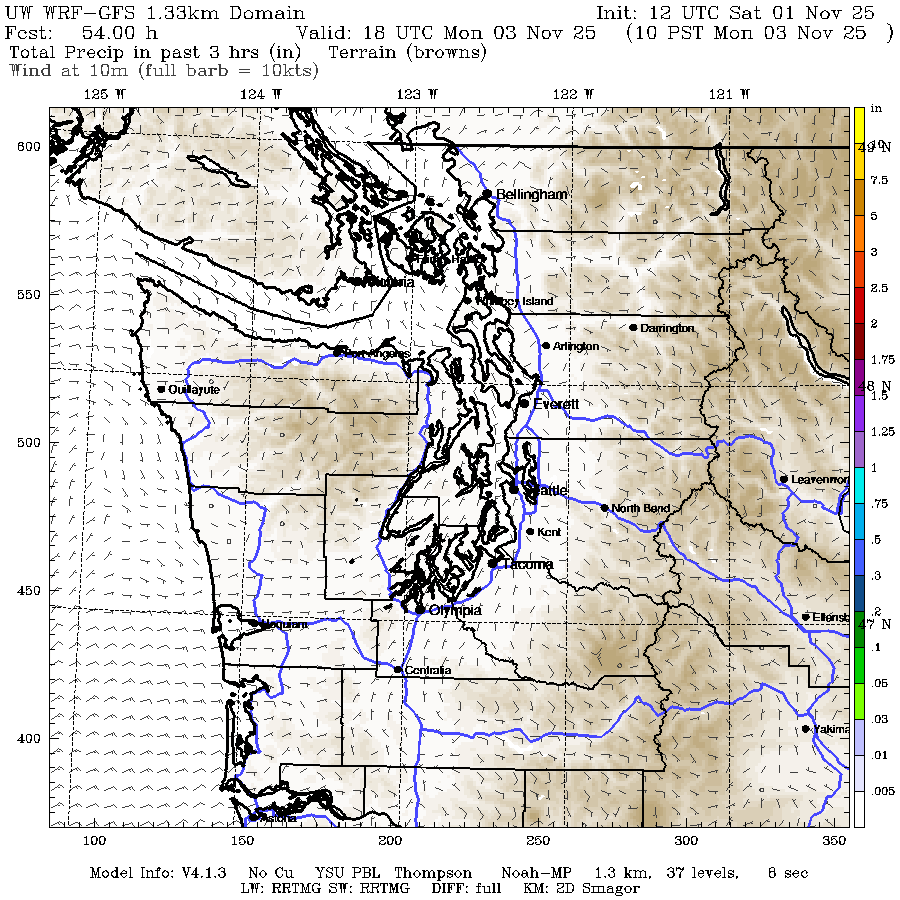 UW WRF-GFS 1.33km Domain Init: 12 UTC Sat 01 Nov 25
Fcst: 54.00 h Valid: 18 UTC Mon 03 Nov 25 (10 PST Mon 03 Nov 25 )
Total Precip in past 3 hrs (in) Terrain (browns)
Wind at 10m (full barb = 10kts)
125 W 124 W 123 W 122 W 121 W
in
600
49 N
Bellingham
7.5
5
3
550
Island
2.5
Darrington
2
Arlington
Port Angeles
1.75
Quillayute
48 N
1.5
Everett
1.25
500
1
Leavenwor
Seattle
.75
North Bend
Kent
.5
Tacoma
.3
450
Olympia
.2
Ellensb
Hoquiam
47 N
.1
Centralia
.05
.03
400
Yakima
.01
.005
Astoria
100 150 200 250 300 350
Model Info: V4.1.3 No Cu YSU PBL Thompson Noah-MP 1.3 km, 37 levels, 8 sec
LW: RRTMG SW: RRTMG DIFF: full KM: 2D Smagor